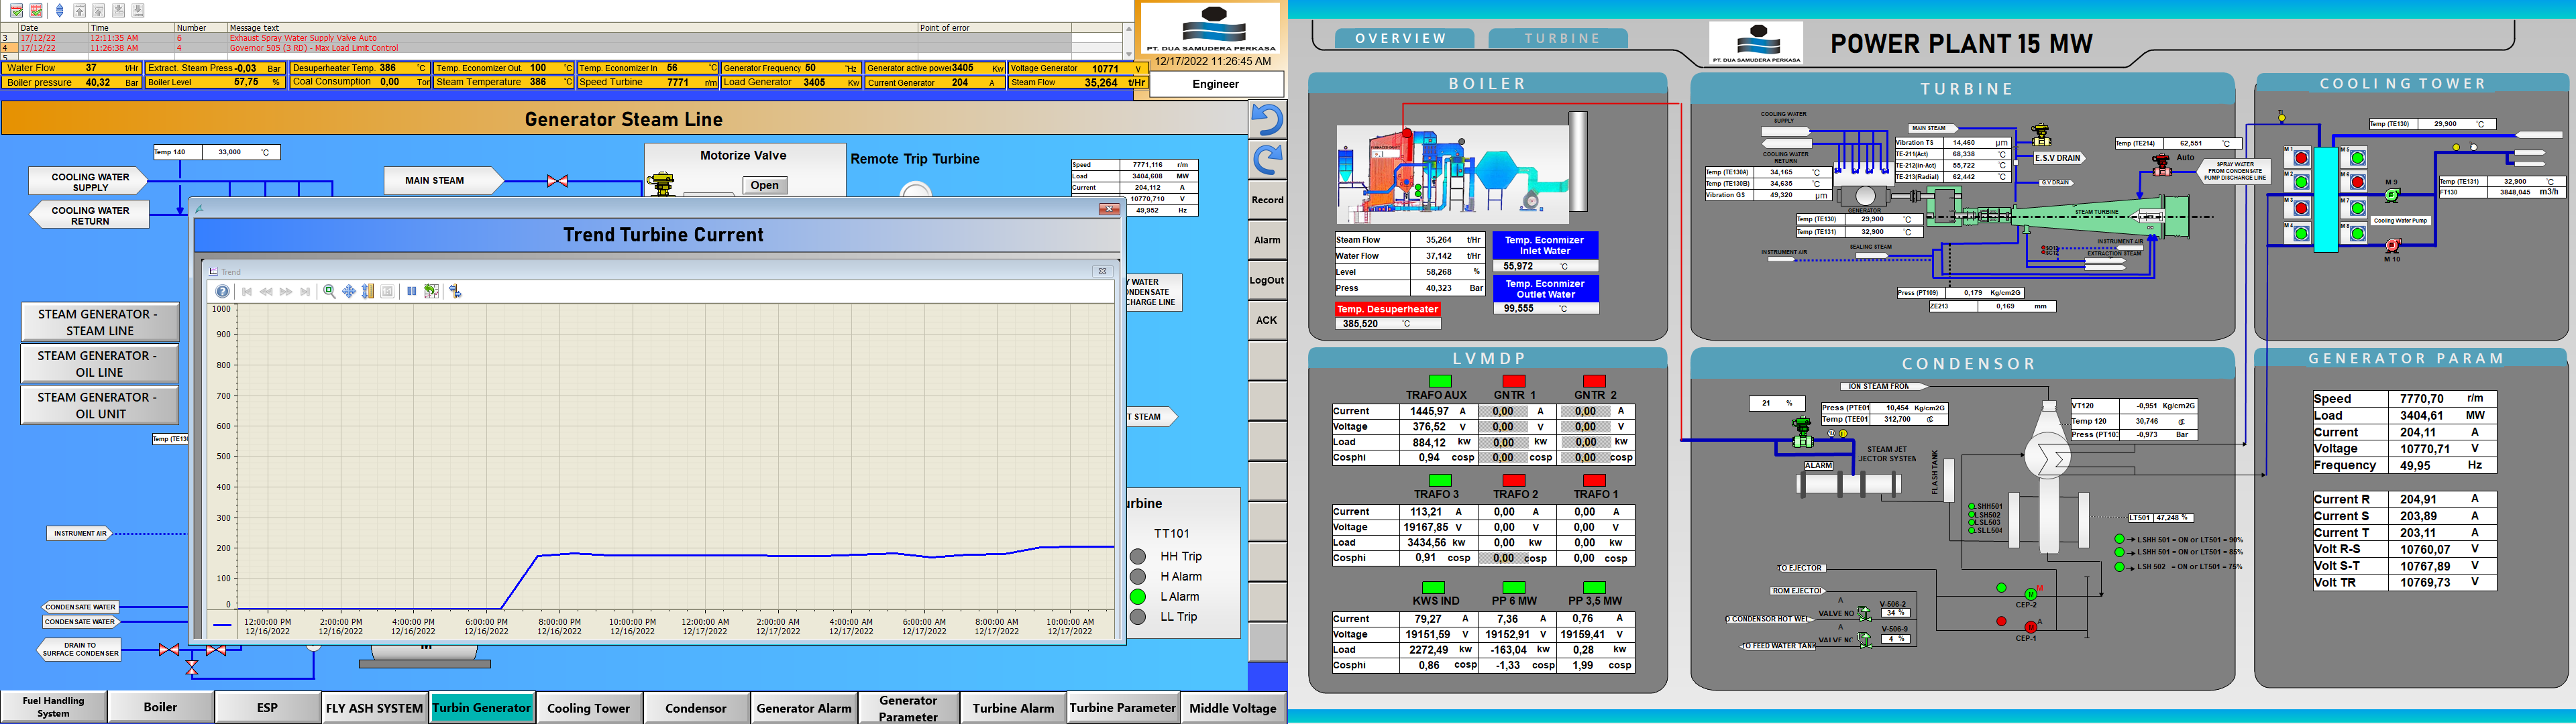 Date Time Number Message text Point of error
3 17/12/22 12:11:35 AM 6 Exhaust Spray Water Supply Valve Auto
4 17/12/22 11:26:38 AM 4 Governor 505 (3 RD) - Max Load Limit Control
PT. DUA SAMUDERA PERKASA
12/17/2022 11:26:45 AM
Engineer
Water Flow 37 t/Hr Extract. Steam Press -0,03 Bar Desuperheater Temp. 386 °C Temp. Economizer Out. 100 °C Temp. Economizer In 56 °C Generator Frequency 50 Hz Generator active power 3405 Kw Voltage Generator 10771 V
Boiler pressure 40,32 Bar Boiler Level 57,75 % Coal Consumption 0,00 Ton Steam Temperature 386 °C Speed Turbine 7771 r/m Load Generator 3405 Kw Current Generator 204 A Steam Flow 35,264 t/Hr
Generator Steam Line
Temp 140 33,000 °C
COOLING WATER
SUPPLY
COOLING WATER
RETURN
MAIN STEAM
Motorize Valve
Open
Remote Trip Turbine
Speed 7771,116 r/m
Load 3404,608 MW
Current 204,112 A
10770,710 V
49,952 Hz
Record
Alarm
LogOut
ACK
Trend Turbine Current
Trend
1000
900
800
700
600
500
400
300
200
100
0
12:00:00 PM 2:00:00 PM 4:00:00 PM 6:00:00 PM 8:00:00 PM 10:00:00 PM 12:00:00 AM 2:00:00 AM 4:00:00 AM 6:00:00 AM 8:00:00 AM 10:00:00 AM
12/16/2022 12/16/2022 12/16/2022 12/16/2022 12/16/2022 12/16/2022 12/17/2022 12/17/2022 12/17/2022 12/17/2022 12/17/2022 12/17/2022
STEAM GENERATOR -
STEAM LINE
STEAM GENERATOR -
OIL LINE
STEAM GENERATOR -
OIL UNIT
Temp (TE13
INSTRUMENT AIR
CONDENSATE WATER
CONDENSATE WATER
DRAIN TO
SURFACE CONDENSER
Y WATER
ONDENSATE
CHARGE LINE
T STEAM
urbine
TT101
HH Trip
H Alarm
L Alarm
LL Trip
M
Fuel Handling
System
Boiler
ESP
FLY ASH SYSTEM
Turbin Generator
Cooling Tower
Condensor
Generator Alarm
Generator
Parameter
Turbine Alarm
Turbine Parameter
Middle Voltage
OVERVIEW
TURBINE
PT. DUA SAMUDERA PERKASA
POWER PLANT 15 MW
BOILER
Steam Flow 35,264 t/Hr
Water Flow 37,142 t/Hr
Level 58,268 %
Press 40,323 Bar
Temp. Desuperheater
385,520 °C
Temp. Econmizer
Inlet Water
55,972 °C
Temp. Econmizer
Outlet Water
99,555 °C
TURBINE
COOLING WATER
SUPPLY
COOLING WATER
RETURN
MAIN STEAM
Vibration TS 14,460 µm
TE-211(Act) 68,338 °C
TE-212(in-Act) 55,722 °C
TE-213(Radial) 62,442 °C
E.S.V DRAIN
G.V DRAIN
Temp (TE214) 62,551 °C
Auto
SPRAY WATER
FROM CONDENSATE
PUMP DISCHARGE LINE
Temp (TE130A) 34,165 °C
Temp (TE130B) 34,635 °C
Vibration GS 49,320 µm
GENERATOR
STEAM TURBINE
Temp (TE130) 29,900 °C
Temp (TE131) 32,900 °C
INSTRUMENT AIR
SEALING STEAM
INSTRUMENT AIR
EXTRACTION STEAM
Press (PT109) 0,179 Kg/cm2G
ZE213 0,169 mm
COOLING TOWER
Temp (TE130) 29,900 °C
M 1
M 5
M 2
M 6
M 3
M 7
M 4
M 8
M 9
Cooling Water Pump
M 10
Temp (TE131) 32,900 °C
FT130 3848,045 m3/h
LVMDP
TRAFO AUX GNTR 1 GNTR 2
Current 1445,97 A 0,00 A 0,00 A
Voltage 376,52 V 0,00 V 0,00 V
Load 884,12 kw 0,00 kw 0,00 kw
Cosphi 0,94 cosp 0,00 cosp 0,00 cosp
TRAFO 3 TRAFO 2 TRAFO 1
Current 113,21 A 0,00 A 0,00 A
Voltage 19167,85 V 0,00 V 0,00 V
Load 3434,56 kw 0,00 kw 0,00 kw
Cosphi 0,91 cosp 0,00 cosp 0,00 cosp
KWS IND PP 6 MW PP 3,5 MW
Current 79,27 A 7,36 A 0,76 A
Voltage 19151,59 V 19152,91 V 19159,41 V
Load 2272,49 kw -163,04 kw 0,28 kw
Cosphi 0,86 cosp -1,33 cosp 1,99 cosp
CONDENSOR
ION STEAM FROM
21 %
Press (PTE01 10,454 Kg/cm2G
Temp (TEE01 312,700 °C
STEAM JET
JECTOR SYSTEM
ALARM
FLASH TANK
VT120 -0,951 Kg/cm2G
Temp 120 30,746 °C
Press (PT103 -0,973 Bar
LSHH501
LSH502
LSL503
LSLL504
LT501 47,248 %
LSHH 501 = ON or LT501 = 90%
LSHH 501 = ON or LT501 = 85%
LSH 502 = ON or LT501 = 75%
TO EJECTOR
ROM EJECTOR
O CONDENSOR HOT WEL
TO FEED WATER TANK
A
VALVE NO
V-506-2
34 %
A
VALVE NC
V-506-9
4 %
M
CEP-2
A
CEP-1
GENERATOR PARAM
Speed 7770,70 r/m
Load 3404,61 MW
Current 204,11 A
Voltage 10770,71 V
Frequency 49,95 Hz
Current R 204,91 A
Current S 203,89 A
Current T 203,11 A
Volt R-S 10760,07 V
Volt S-T 10767,89 V
Volt TR 10769,73 V